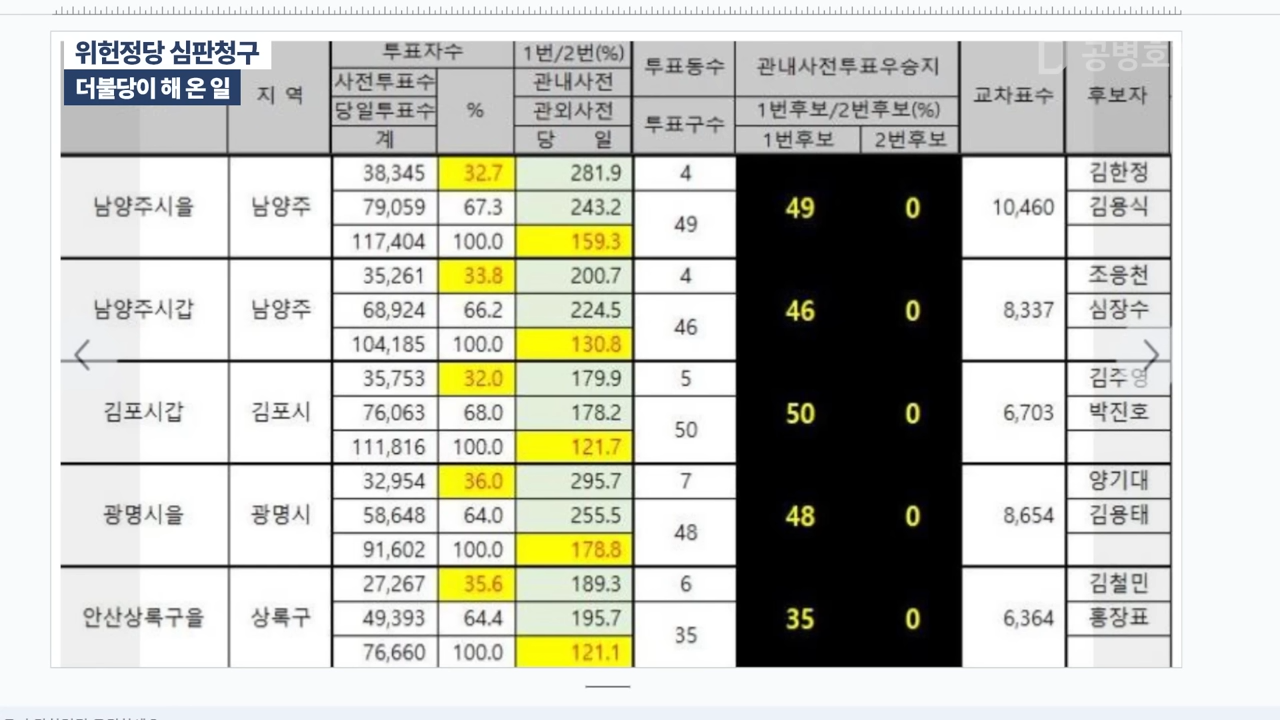 위헌정당 심판청구
더불당이 해 온 일
공병호
지 역 투표자수 1번/2번(%) 투표동수 관내사전투표우승지 교차표수 후보자
사전투표수 % 관내사전
당일투표수 관외사전 투표구수 1번후보/2번후보(%)
계 당 일 1번후보 2번후보
남양주시을 남양주 38,345 32.7 281.9 4 49 0 10,460 김한정
79,059 67.3 243.2 49 김용식
117,404 100.0 159.3
남양주시갑 남양주 35,261 33.8 200.7 4 46 0 8,337 조응천
68,924 66.2 224.5 46 심장수
104,185 100.0 130.8
김포시갑 김포시 35,753 32.0 179.9 5 50 0 6,703 김주영
76,063 68.0 178.2 50 박진호
111,816 100.0 121.7
광명시을 광명시 32,954 36.0 295.7 7 48 0 8,654 양기대
58,648 64.0 255.5 48 김용태
91,602 100.0 178.8
안산상록구을 상록구 27,267 35.6 189.3 6 35 0 6,364 김철민
49,393 64.4 195.7 35 홍장표
76,660 100.0 121.1